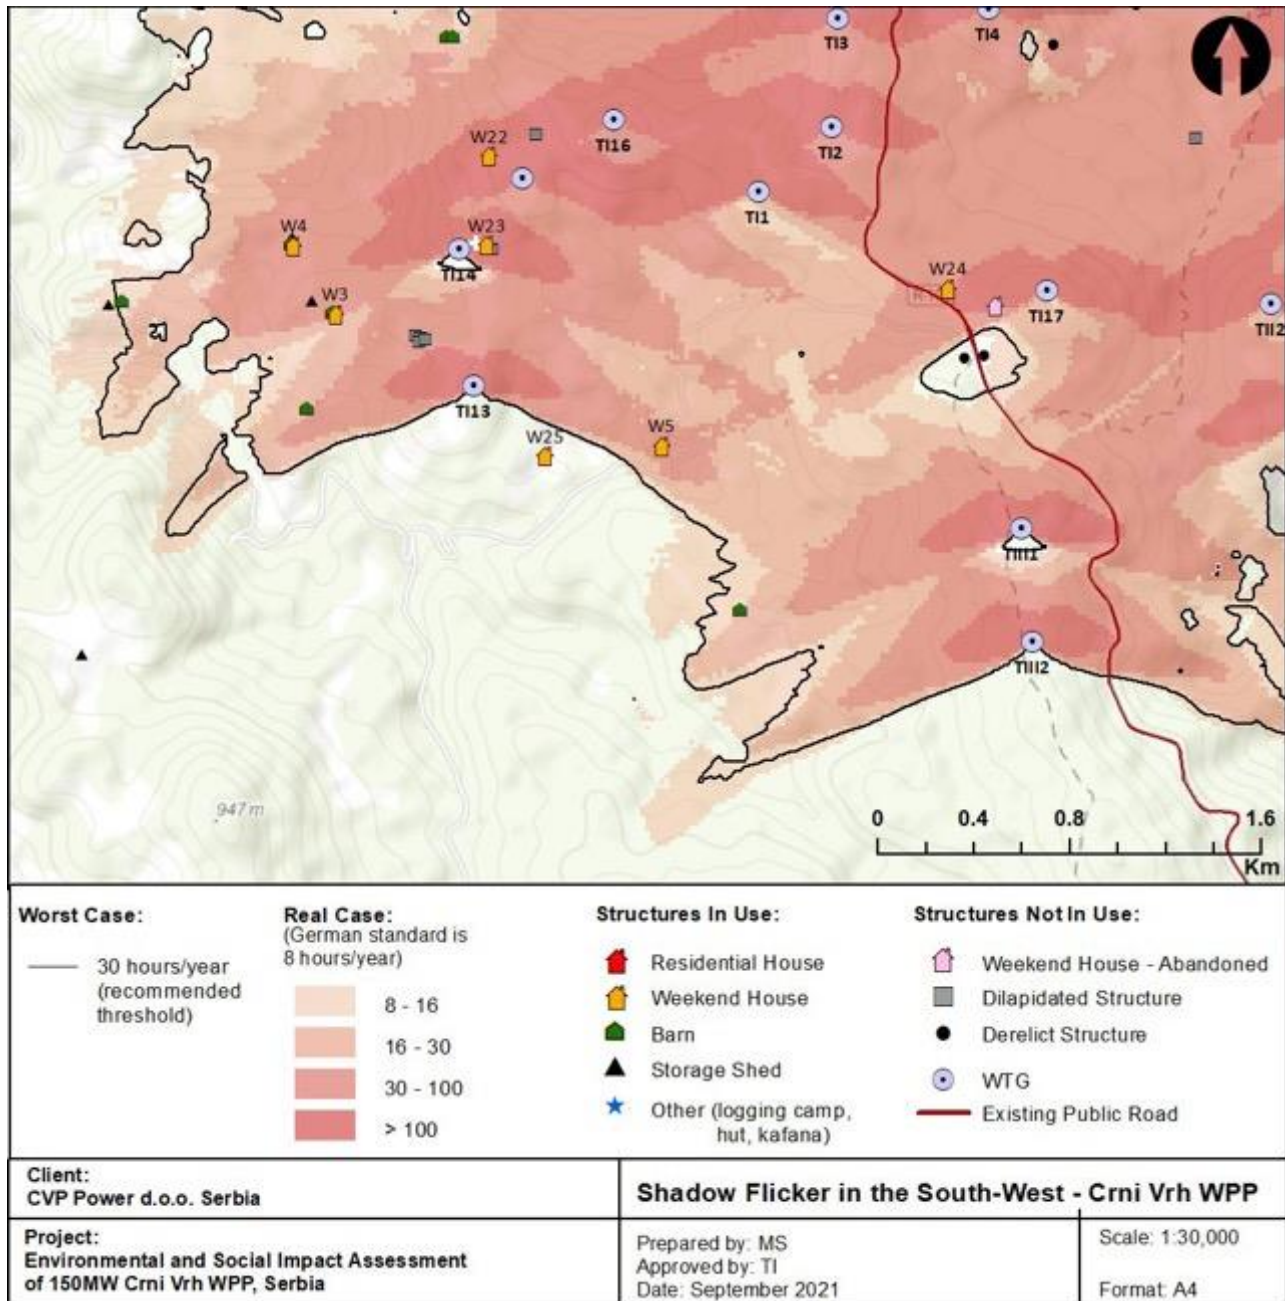 TI3
TI4
W22
TI16
TI2
TI1
W4
W23
TI14
W24
W3
TI17
TII2
TI13
W5
W25
TIII1
TIII2
947 m
0 0.4 0.8 1.6
Km
Worst Case:
30 hours/year
(recommended
threshold)
Real Case:
(German standard is
8 hours/year)
8 - 16
16 - 30
30 - 100
> 100
Structures In Use:
Residential House
Weekend House
Barn
Storage Shed
Other (logging camp,
hut, kafana)
Structures Not In Use:
Weekend House - Abandoned
Dilapidated Structure
Derelict Structure
WTG
Existing Public Road
Client:
CVP Power d.o.o. Serbia
Project:
Environmental and Social Impact Assessment
of 150MW Crni Vrh WPP, Serbia
Shadow Flicker in the South-West - Crni Vrh WPP
Prepared by: MS
Approved by: TI
Date: September 2021
Scale: 1:30,000
Format: A4